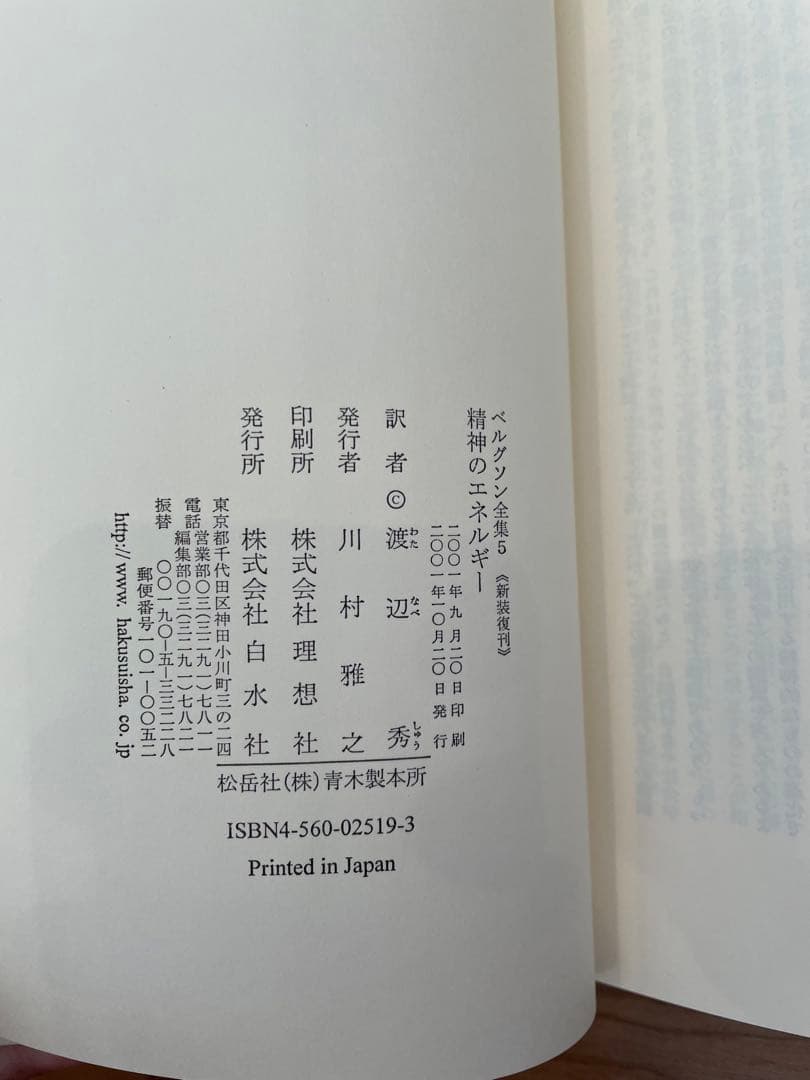 ベルグソン全集5 《新装復刊》
精神のエネルギー
二〇〇一年九月二〇日印刷
二〇〇一年一〇月二〇日発行
訳者 © 渡辺秀
わた なべ しゅう
発行者 川村雅之
印刷所 株式会社理想社
発行所 株式会社白水社
東京都千代田区神田小川町三の二四
電話 営業部〇三(三二九一)七八一一
編集部〇三(三二九一)七八二一
振替 〇〇一九〇―五―三三二二八
郵便番号一〇一―〇〇五二
http://www.hakusuisha.co.jp
松岳社(株)青木製本所
ISBN4-560-02519-3
Printed in Japan